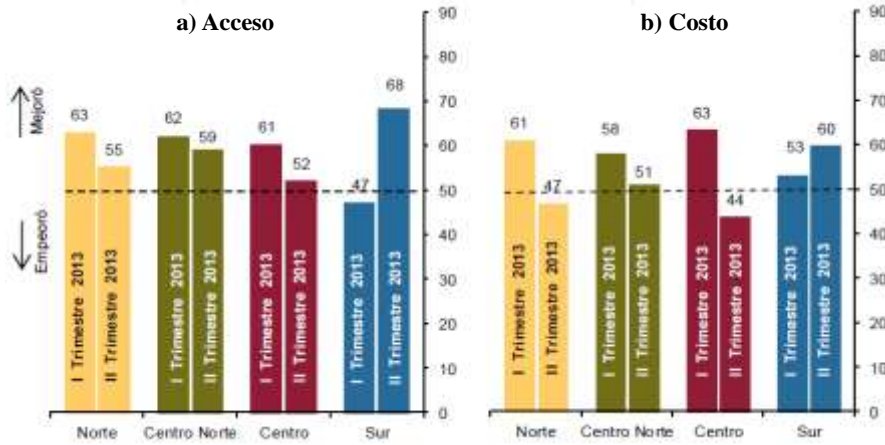 a) Acceso
90
80
70
60
50
40
30
20
10
0
Mejoró
Empeoró
63
55
62
59
61
52
47
68
I Trimestre 2013
II Trimestre 2013
I Trimestre 2013
II Trimestre 2013
I Trimestre 2013
II Trimestre 2013
I Trimestre 2013
II Trimestre 2013
Norte
Centro Norte
Centro
Sur
b) Costo
90
80
70
60
50
40
30
20
10
0
61
47
58
51
63
44
53
60
I Trimestre 2013
II Trimestre 2013
I Trimestre 2013
II Trimestre 2013
I Trimestre 2013
II Trimestre 2013
I Trimestre 2013
II Trimestre 2013
Norte
Centro Norte
Centro
Sur